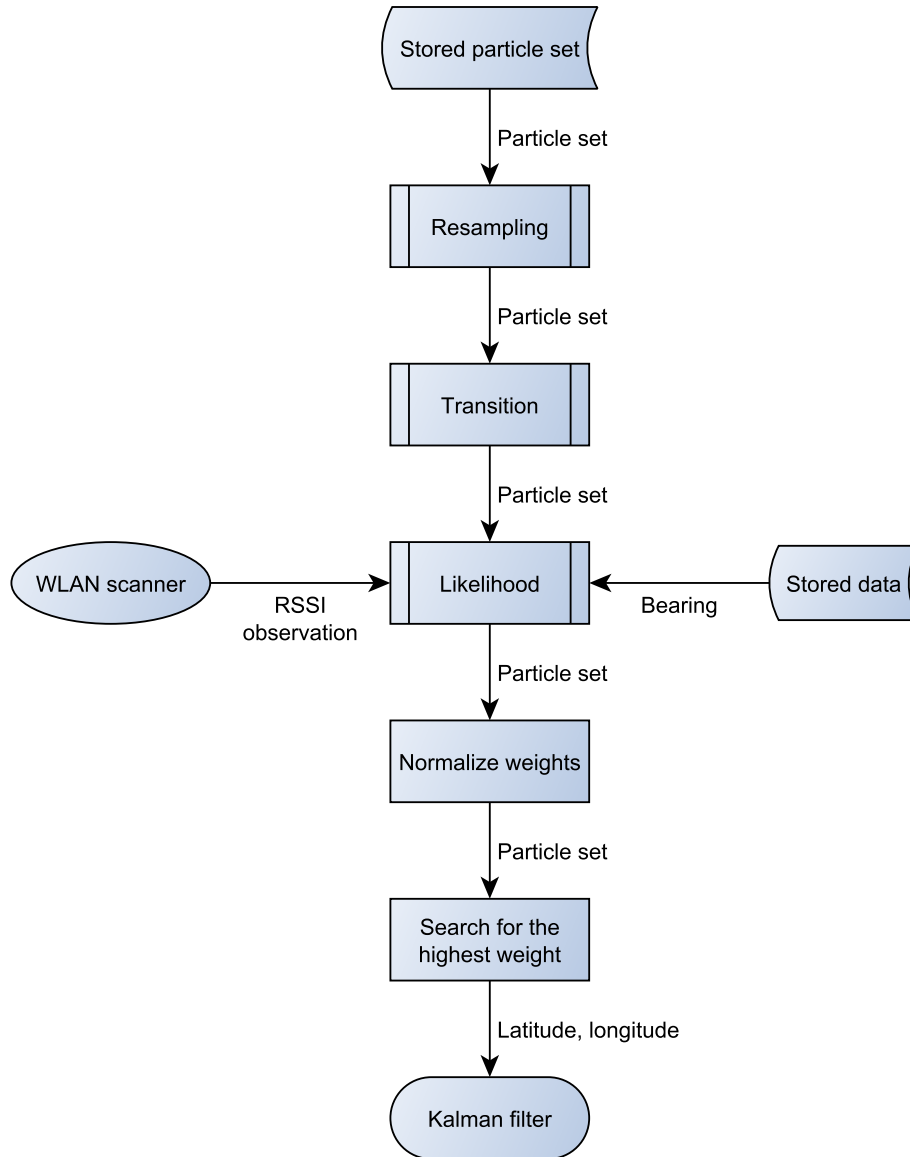 Stored particle set
Particle set
Resampling
Particle set
Transition
Particle set
WLAN scanner
RSSI
observation
Likelihood
Bearing
Stored data
Particle set
Normalize weights
Particle set
Search for the
highest weight
Latitude, longitude
Kalman filter